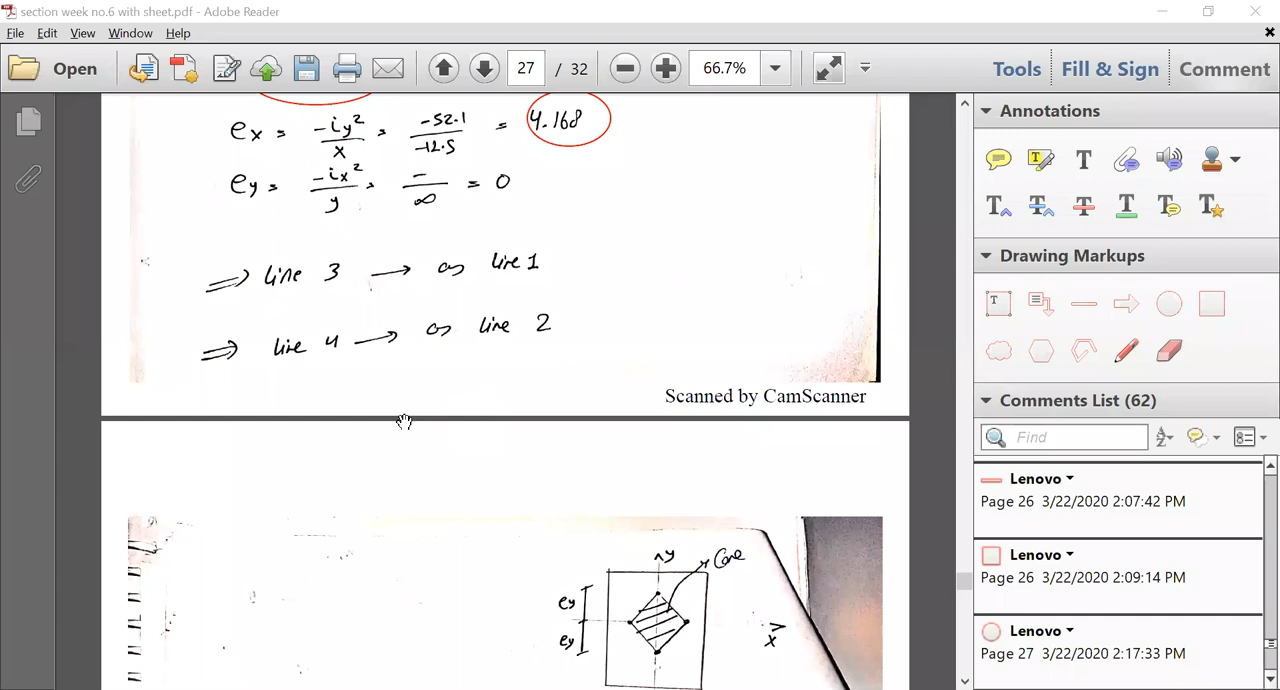 section week no.6 with sheet.pdf - Adobe Reader
File Edit View Window Help
Open 27 / 32 66.7% Tools Fill & Sign Comment
ex = -iy² / x = -52.1 / -12.5 = 4.168
ey = -ix² / y = - / ∞ = 0
⇒ line 3 → as line 1
⇒ line 4 → as line 2
Scanned by CamScanner
y
Core
ey
ey
x
Annotations
T
T T T T T T
Drawing Markups
T
Comments List (62)
Find
Lenovo
Page 26 3/22/2020 2:07:42 PM
Lenovo
Page 26 3/22/2020 2:09:14 PM
Lenovo
Page 27 3/22/2020 2:17:33 PM